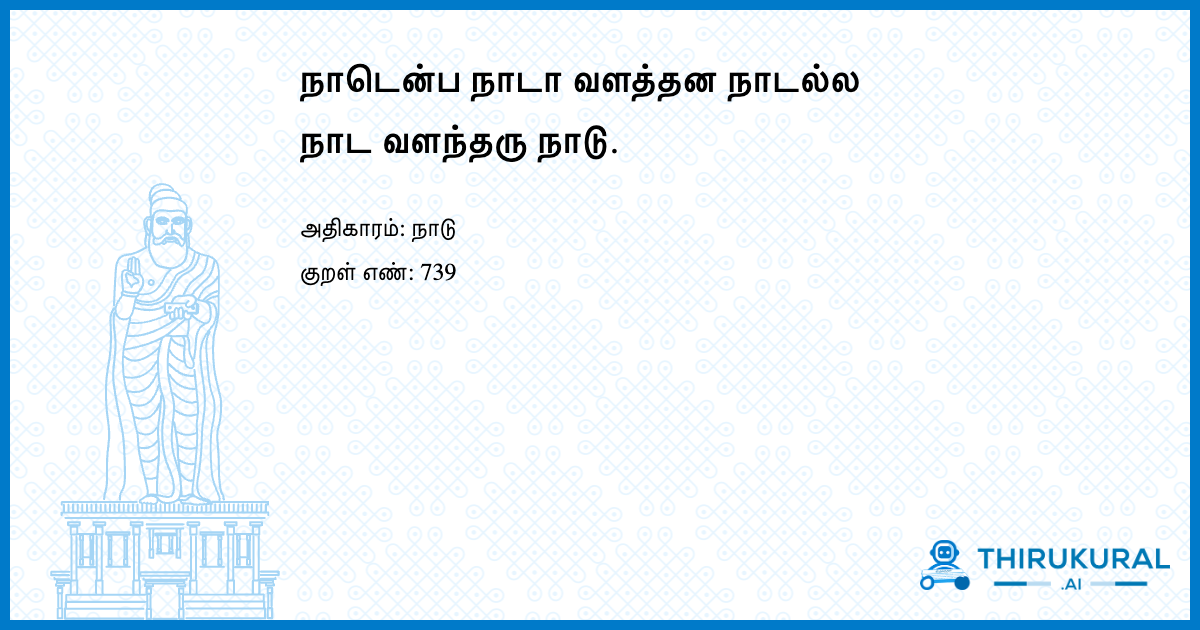 நாடென்ப நாடா வளத்தன நாடல்ல
நாட வளந்தரு நாடு.
அதிகாரம்: நாடு
குறள் எண்: 739
THIRUKURAL
.AI